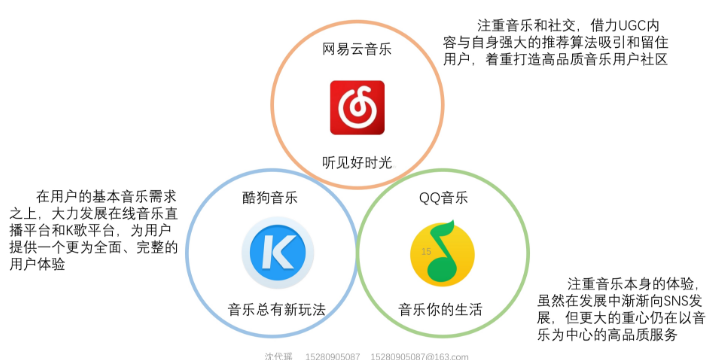 网易云音乐
听见好时光
注重音乐和社交，借力UGC内
容与自身强大的推荐算法吸引和留住
用户，着重打造高品质音乐用户社区
在用户的基本音乐需求
之上，大力发展在线音乐直
播平台和K歌平台，为用户
提供一个更为全面、完整的
用户体验
酷狗音乐
K
音乐总有新玩法
QQ音乐
15
音乐你的生活
注重音乐本身的体验，
虽然在发展中渐渐向SNS发
展，但更大的重心仍在以音
乐为中心的高品质服务
沈代瑶 15280905087 15280905087@163.com